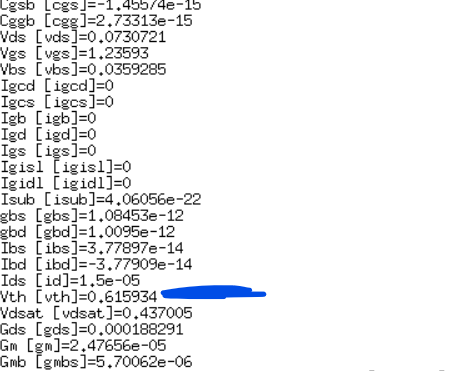 Cgsb [cgs]=-1.45574e-15
Cggb [cgg]=2.73313e-15
Vds [vds]=0.0730721
Vgs [vgs]=1.23593
Vbs [vbs]=0.0359285
Igcd [igcd]=0
Igcs [igcs]=0
Igb [igb]=0
Igd [igd]=0
Igs [igs]=0
Igisl [igisl]=0
Igidl [igidl]=0
Isub [isub]=4.06056e-22
gbs [gbs]=1.08453e-12
gbd [gbd]=1.0095e-12
Ibs [ibs]=3.77897e-14
Ibd [ibd]=-3.77909e-14
Ids [id]=1.5e-05
Vth [vth]=0.615934
Vdsat [vdsat]=0.437005
Gds [gds]=0.000188291
Gm [gm]=2.47656e-05
Gmb [gmbs]=5.70062e-06